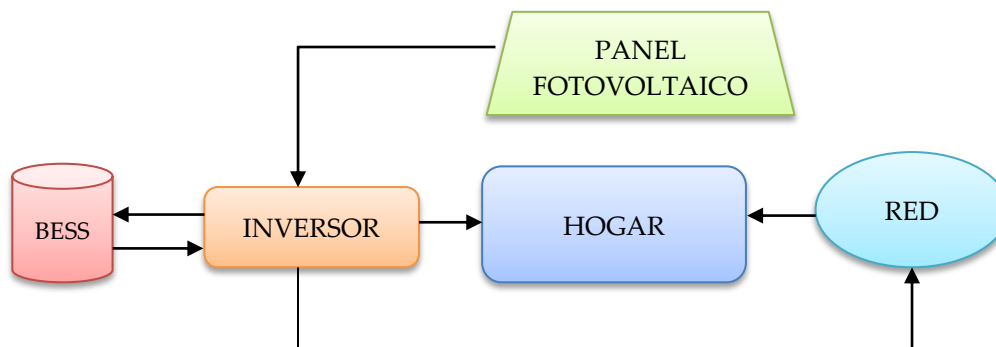 PANEL
FOTOVOLTAICO
BESS
INVERSOR
HOGAR
RED